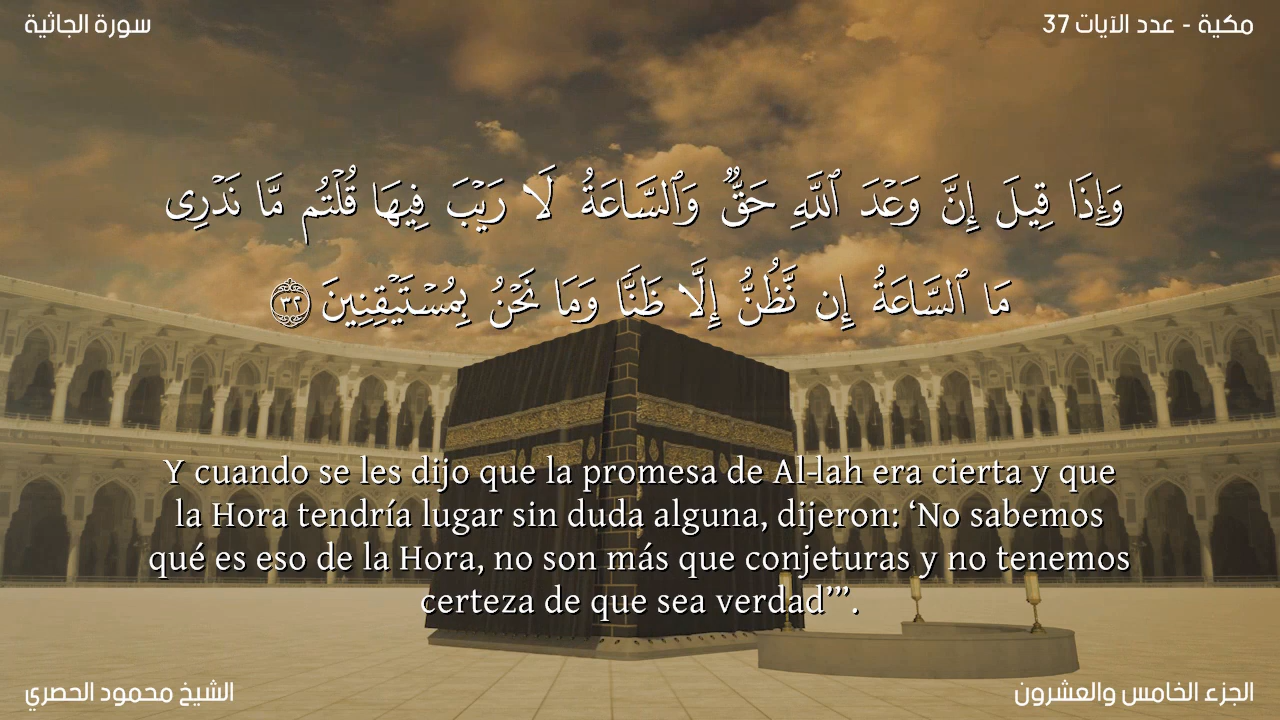 مكية - عدد الآيات 37
سورة الجاثية
وَإِذَا قِيلَ إِنَّ وَعْدَ ٱللَّهِ حَقٌّ وَٱلسَّاعَةُ لَا رَيْبَ فِيهَا قُلْتُم مَّا نَدْرِى
مَا ٱلسَّاعَةُ إِن نَّظُنُّ إِلَّا ظَنًّا وَمَا نَحْنُ بِمُسْتَيْقِنِينَ ٣٢
Y cuando se les dijo que la promesa de Al-lah era cierta y que
la Hora tendría lugar sin duda alguna, dijeron: ‘No sabemos
qué es eso de la Hora, no son más que conjeturas y no tenemos
certeza de que sea verdad’”.
الجزء الخامس والعشرون
الشيخ محمود الحصري